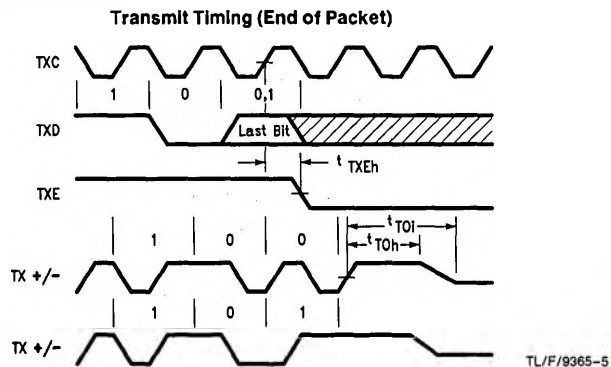 Transmit Timing (End of Packet)
TXC
1 0 0,1
TXD
Last Bit
t TXEh
TXE
1 0 0
t TOi
t TOh
TX +/-
1 0 1
TX +/-
TL/F/9365-5